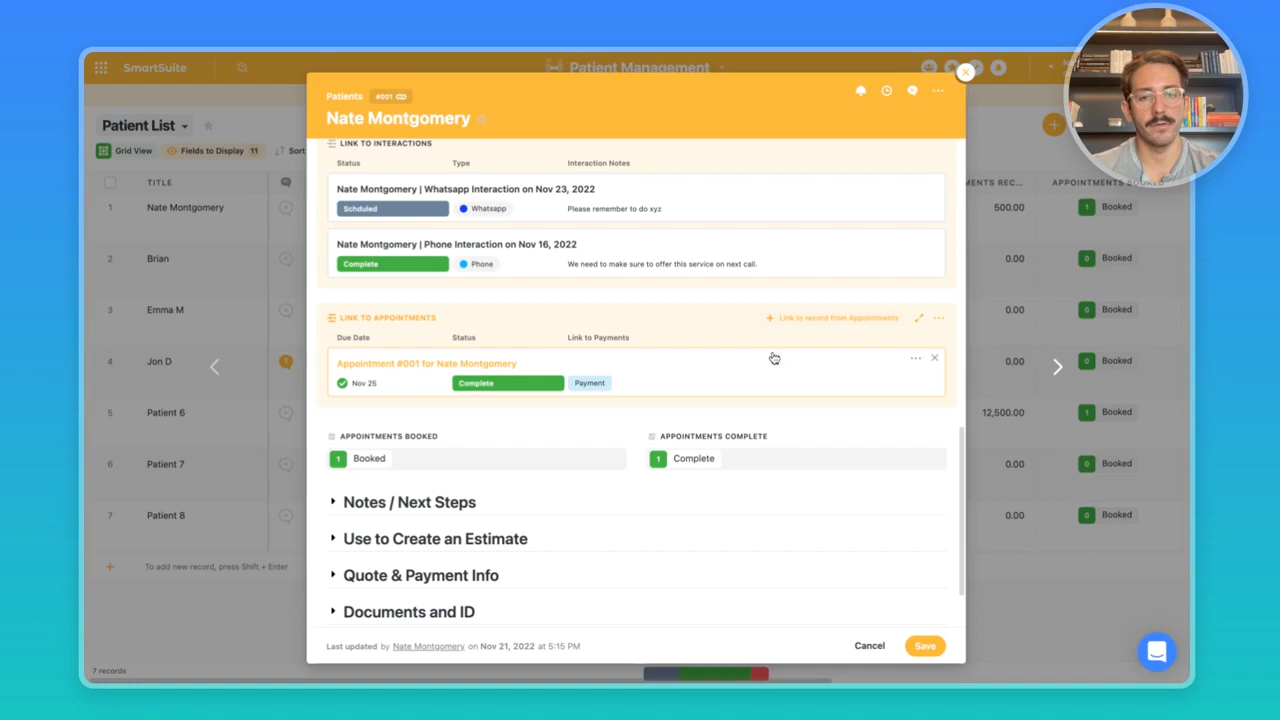 SmartSuite
Patient Management
Patient List
Grid View
Fields to Display 11
Sort
TITLE
MENTS REC...
APPOINTMENTS BOOKED
1 Nate Montgomery 500.00 1 Booked
2 Brian 0.00 0 Booked
3 Emma M 0.00 0 Booked
4 Jon D 1 0.00 0 Booked
5 Patient 6 12,500.00 1 Booked
6 Patient 7 0.00 0 Booked
7 Patient 8 0.00 0 Booked
+ To add new record, press Shift + Enter
7 records
Patients #001
Nate Montgomery
LINK TO INTERACTIONS
Status Type Interaction Notes
Nate Montgomery | Whatsapp Interaction on Nov 23, 2022
Schduled Whatsapp Please remember to do xyz
Nate Montgomery | Phone Interaction on Nov 16, 2022
Complete Phone We need to make sure to offer this service on next call.
LINK TO APPOINTMENTS + Link to record from Appointments
Due Date Status Link to Payments
Appointment #001 for Nate Montgomery
Nov 25 Complete Payment
APPOINTMENTS BOOKED APPOINTMENTS COMPLETE
1 Booked 1 Complete
Notes / Next Steps
Use to Create an Estimate
Quote & Payment Info
Documents and ID
Last updated by Nate Montgomery on Nov 21, 2022 at 5:15 PM Cancel Save